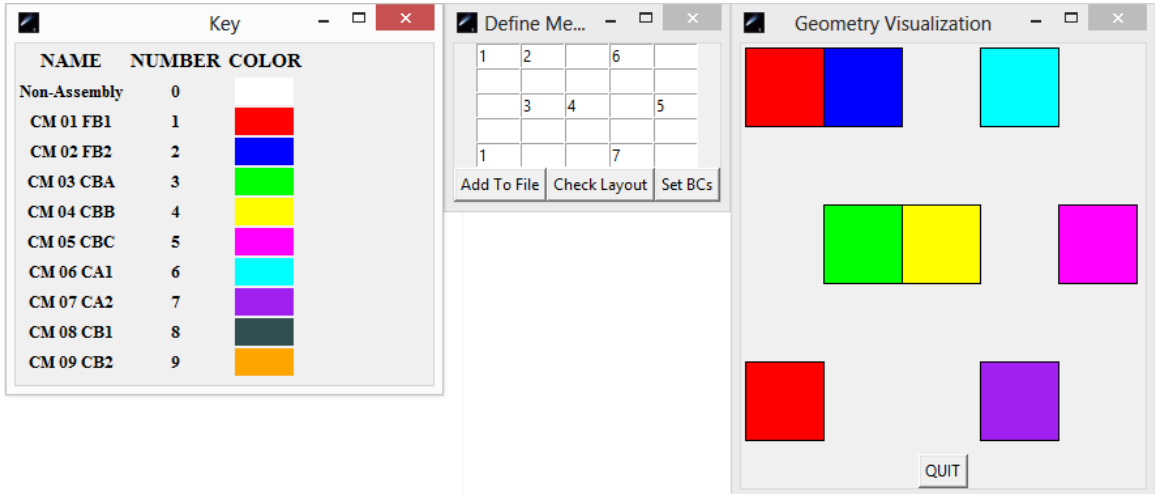 Key
NAME NUMBER COLOR
Non-Assembly 0
CM 01 FB1 1
CM 02 FB2 2
CM 03 CBA 3
CM 04 CBB 4
CM 05 CBC 5
CM 06 CA1 6
CM 07 CA2 7
CM 08 CB1 8
CM 09 CB2 9
Define Me...
1 2 6
3 4 5
1 7
Add To File Check Layout Set BCs
Geometry Visualization
QUIT